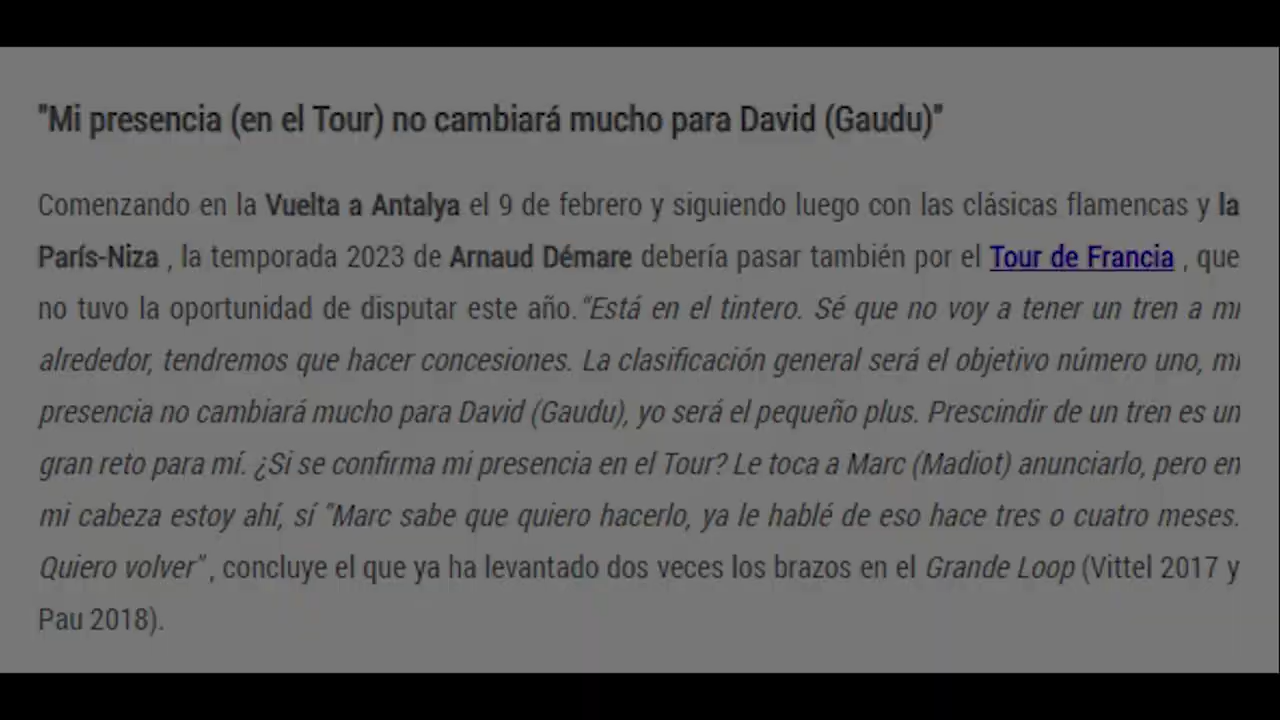 "Mi presencia (en el Tour) no cambiará mucho para David (Gaudu)"
Comenzando en la Vuelta a Antalya el 9 de febrero y siguiendo luego con las clásicas flamencas y la
París-Niza , la temporada 2023 de Arnaud Démare debería pasar también por el Tour de Francia , que
no tuvo la oportunidad de disputar este año."Está en el tintero. Sé que no voy a tener un tren a mi
alrededor, tendremos que hacer concesiones. La clasificación general será el objetivo número uno, mi
presencia no cambiará mucho para David (Gaudu), yo será el pequeño plus. Prescindir de un tren es un
gran reto para mí. ¿Si se confirma mi presencia en el Tour? Le toca a Marc (Madiot) anunciarlo, pero en
mi cabeza estoy ahí, sí "Marc sabe que quiero hacerlo, ya le hablé de eso hace tres o cuatro meses.
Quiero volver" , concluye el que ya ha levantado dos veces los brazos en el Grande Loop (Vittel 2017 y
Pau 2018).